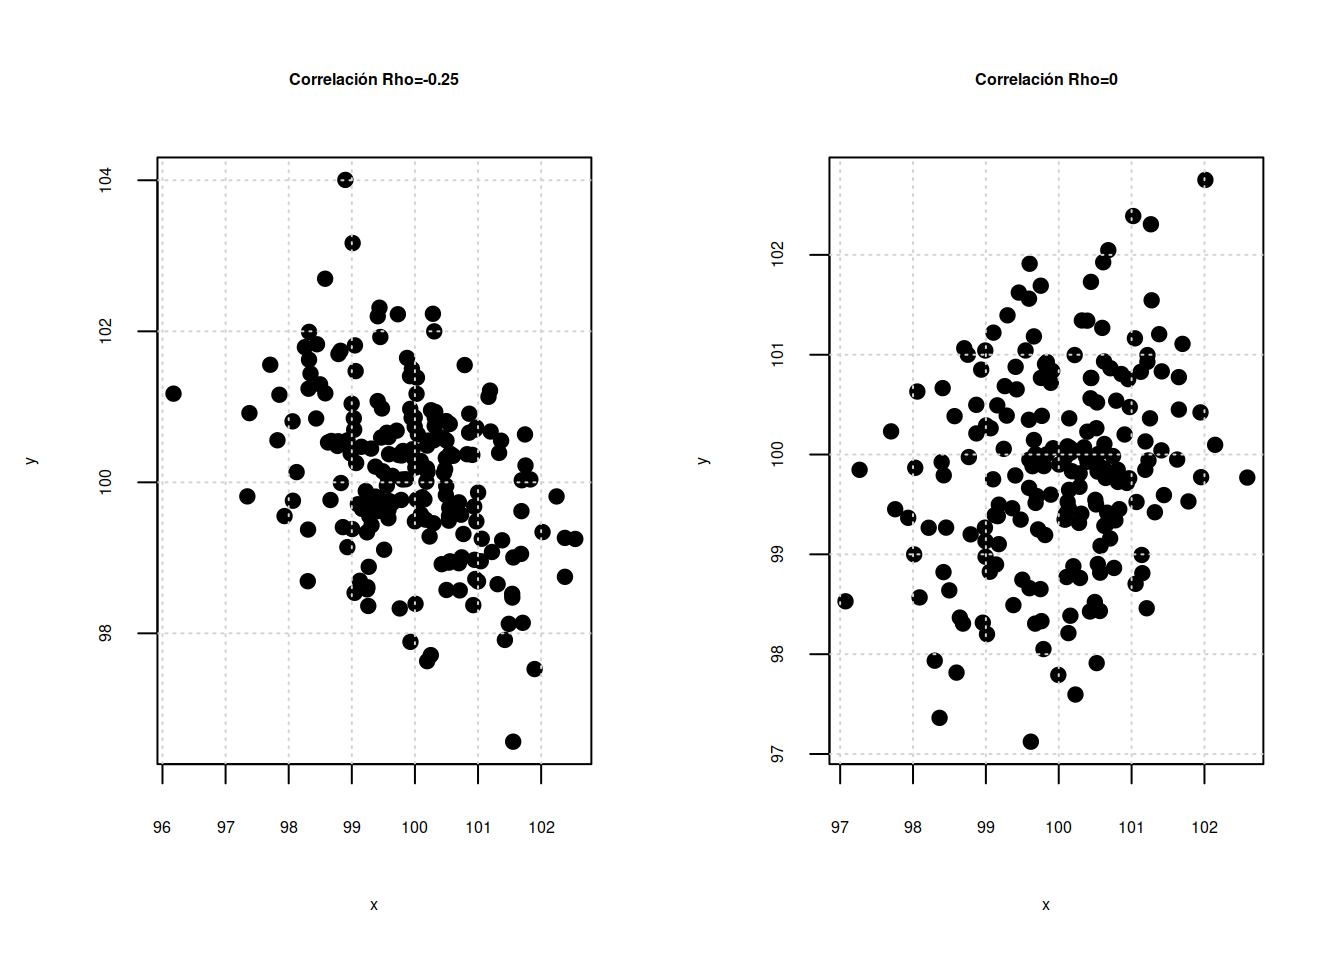 Correlación Rho=-0.25
104
102
100
98
y
96 97 98 99 100 101 102
x
Correlación Rho=0
102
101
100
99
98
97
y
97 98 99 100 101 102
x